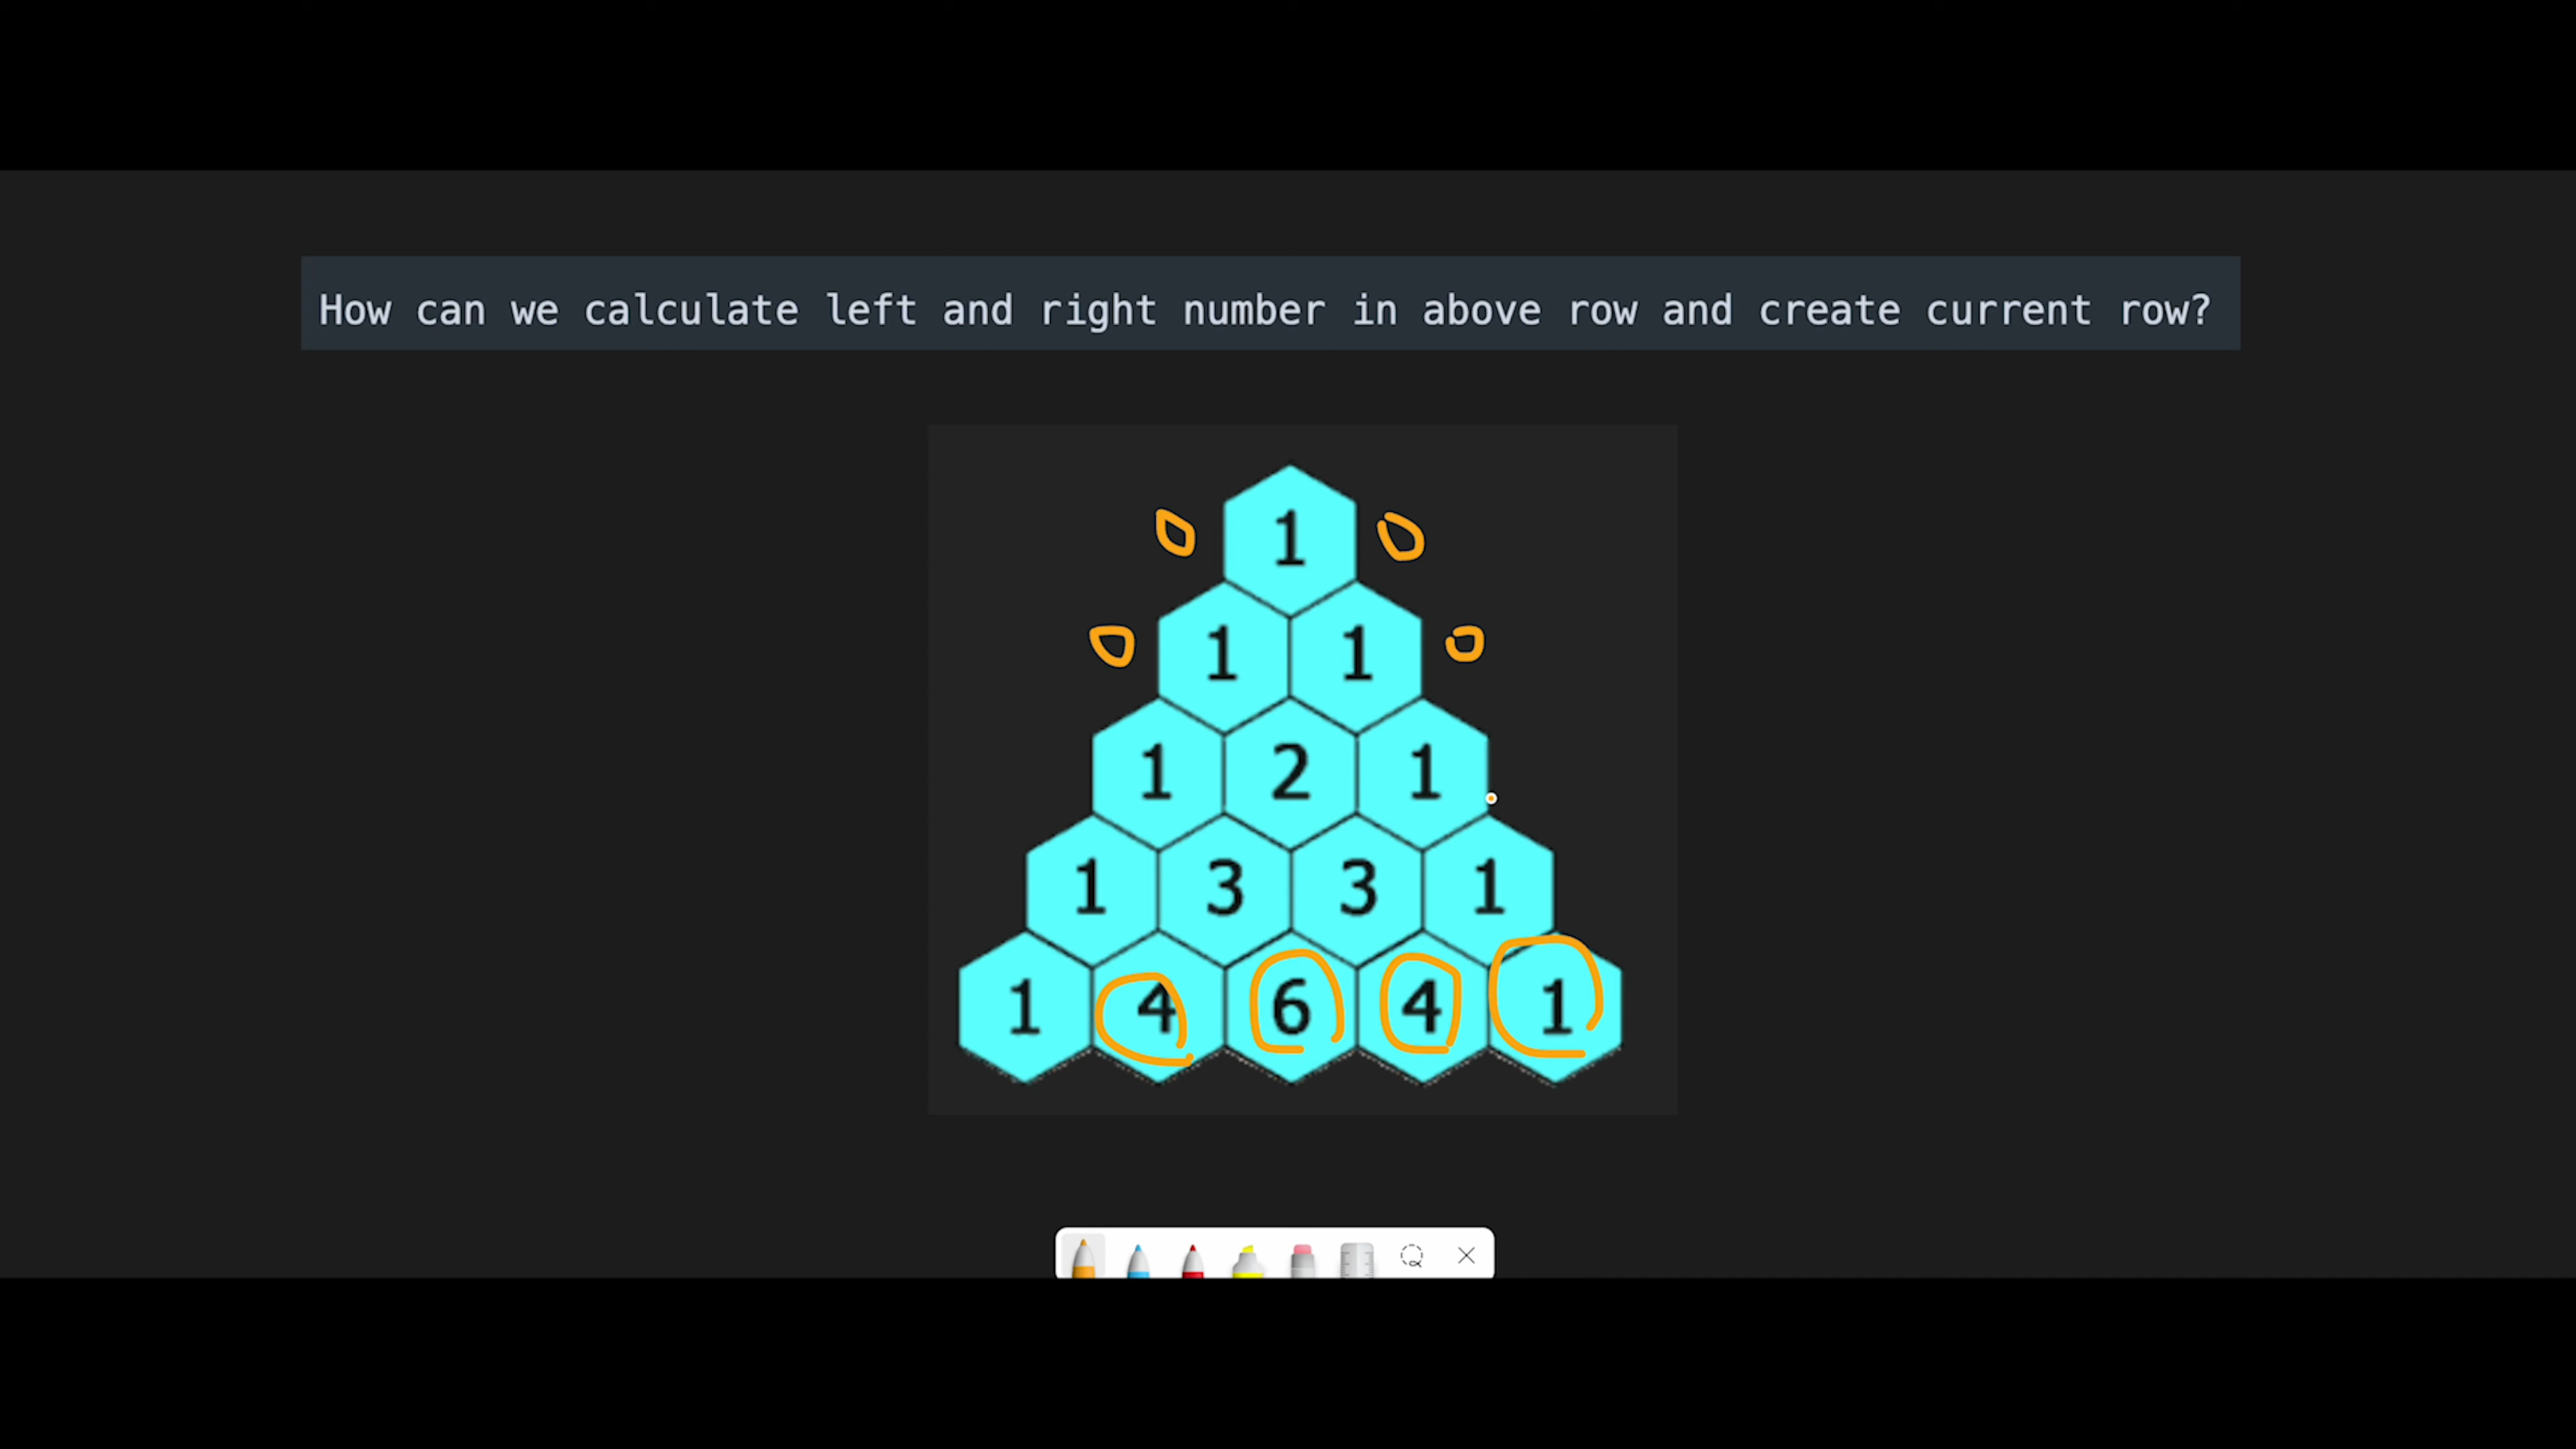 How can we calculate left and right number in above row and create current row?
0 1 0
0 1 1 0
1 2 1
1 3 3 1
1 4 6 4 1